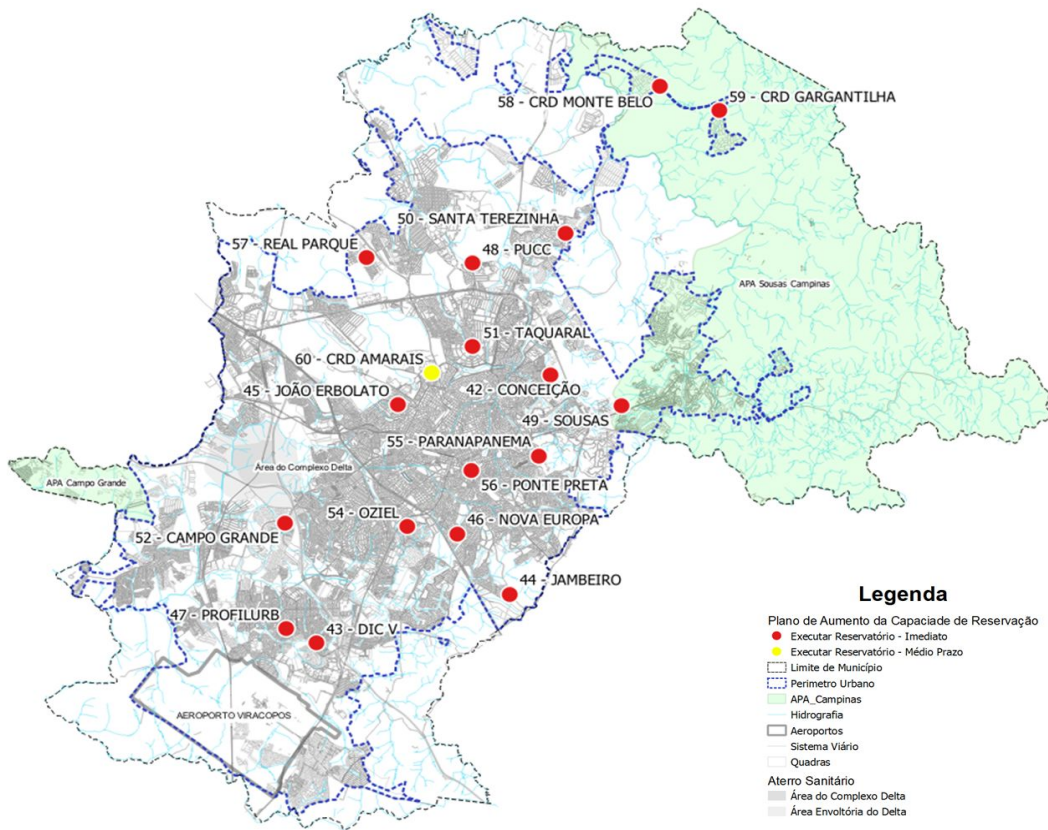 58 - CRD MONTE BELO
59 - CRD GARGANTILHA
50 - SANTA TEREZINHA
57 - REAL PARQUE
48 - PUCC
APA Sousas Campinas
51 - TAQUARAL
60 - CRD AMARAIS
45 - JOÃO ERBOLATO
42 - CONCEIÇÃO
49 - SOUSAS
55 - PARANAPANEMA
Área do Complexo Delta
APA Campo Grande
56 - PONTE PRETA
54 - OZIEL
46 - NOVA EUROPA
52 - CAMPO GRANDE
44 - JAMBEIRO
47 - PROFILURB
43 - DIC V
AEROPORTO VIRACOPOS
Legenda
Plano de Aumento da Capaciade de Reservação
Executar Reservatório - Imediato
Executar Reservatório - Médio Prazo
Limite de Município
Perimetro Urbano
APA_Campinas
Hidrografia
Aeroportos
Sistema Viário
Quadras
Aterro Sanitário
Área do Complexo Delta
Área Envoltória do Delta